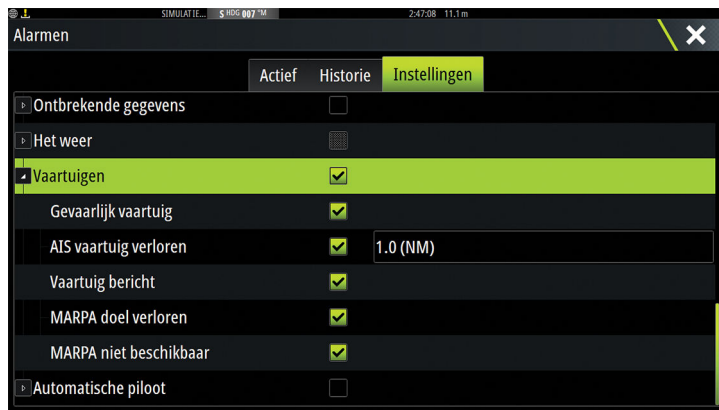 SIMULATIE... S HDG 007 °M 2:47:08 11.1 m
Alarmen
Actief Historie Instellingen
Ontbrekende gegevens
Het weer
Vaartuigen
Gevaarlijk vaartuig
AIS vaartuig verloren 1.0 (NM)
Vaartuig bericht
MARPA doel verloren
MARPA niet beschikbaar
Automatische piloot